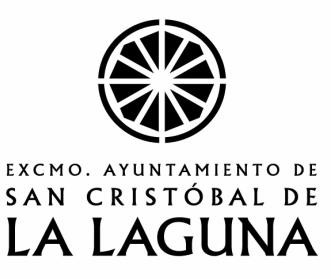 EXCMO. AYUNTAMIENTO DE
SAN CRISTÓBAL DE
LA LAGUNA